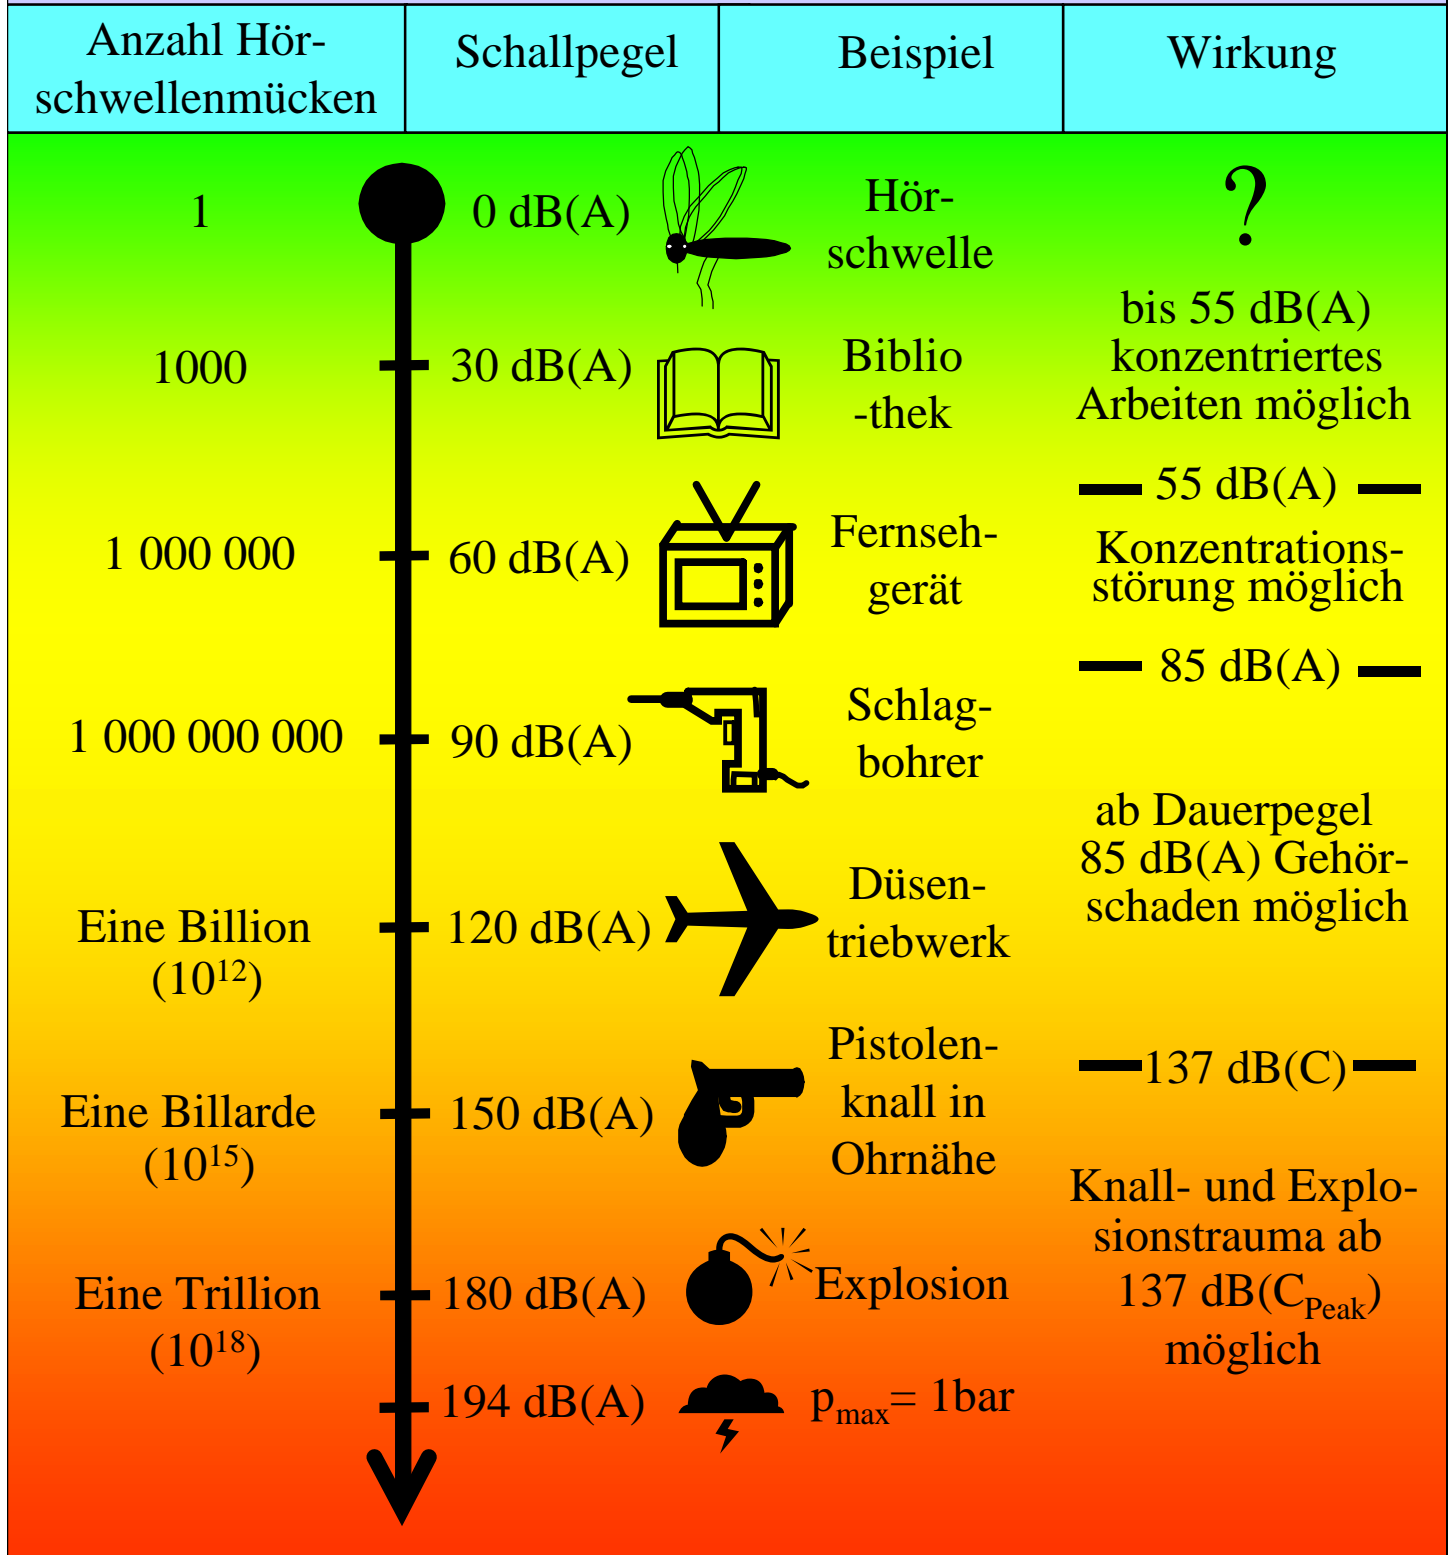 Anzahl Hör-
schwellenmücken
Schallpegel
Beispiel
Wirkung
1
0 dB(A)
Hör-
schwelle
?
1000
30 dB(A)
Biblio
-thek
bis 55 dB(A)
konzentriertes
Arbeiten möglich
55 dB(A)
1 000 000
60 dB(A)
Fernseh-
gerät
Konzentrations-
störung möglich
85 dB(A)
1 000 000 000
90 dB(A)
Schlag-
bohrer
ab Dauerpegel
85 dB(A) Gehör-
schaden möglich
Eine Billion
(10¹²)
120 dB(A)
Düsen-
triebwerk
137 dB(C)
Eine Billarde
(10¹⁵)
150 dB(A)
Pistolen-
knall in
Ohrnähe
Knall- und Explo-
sionstrauma ab
137 dB(C_Peak)
möglich
Eine Trillion
(10¹⁸)
180 dB(A)
Explosion
194 dB(A)
p_max= 1bar